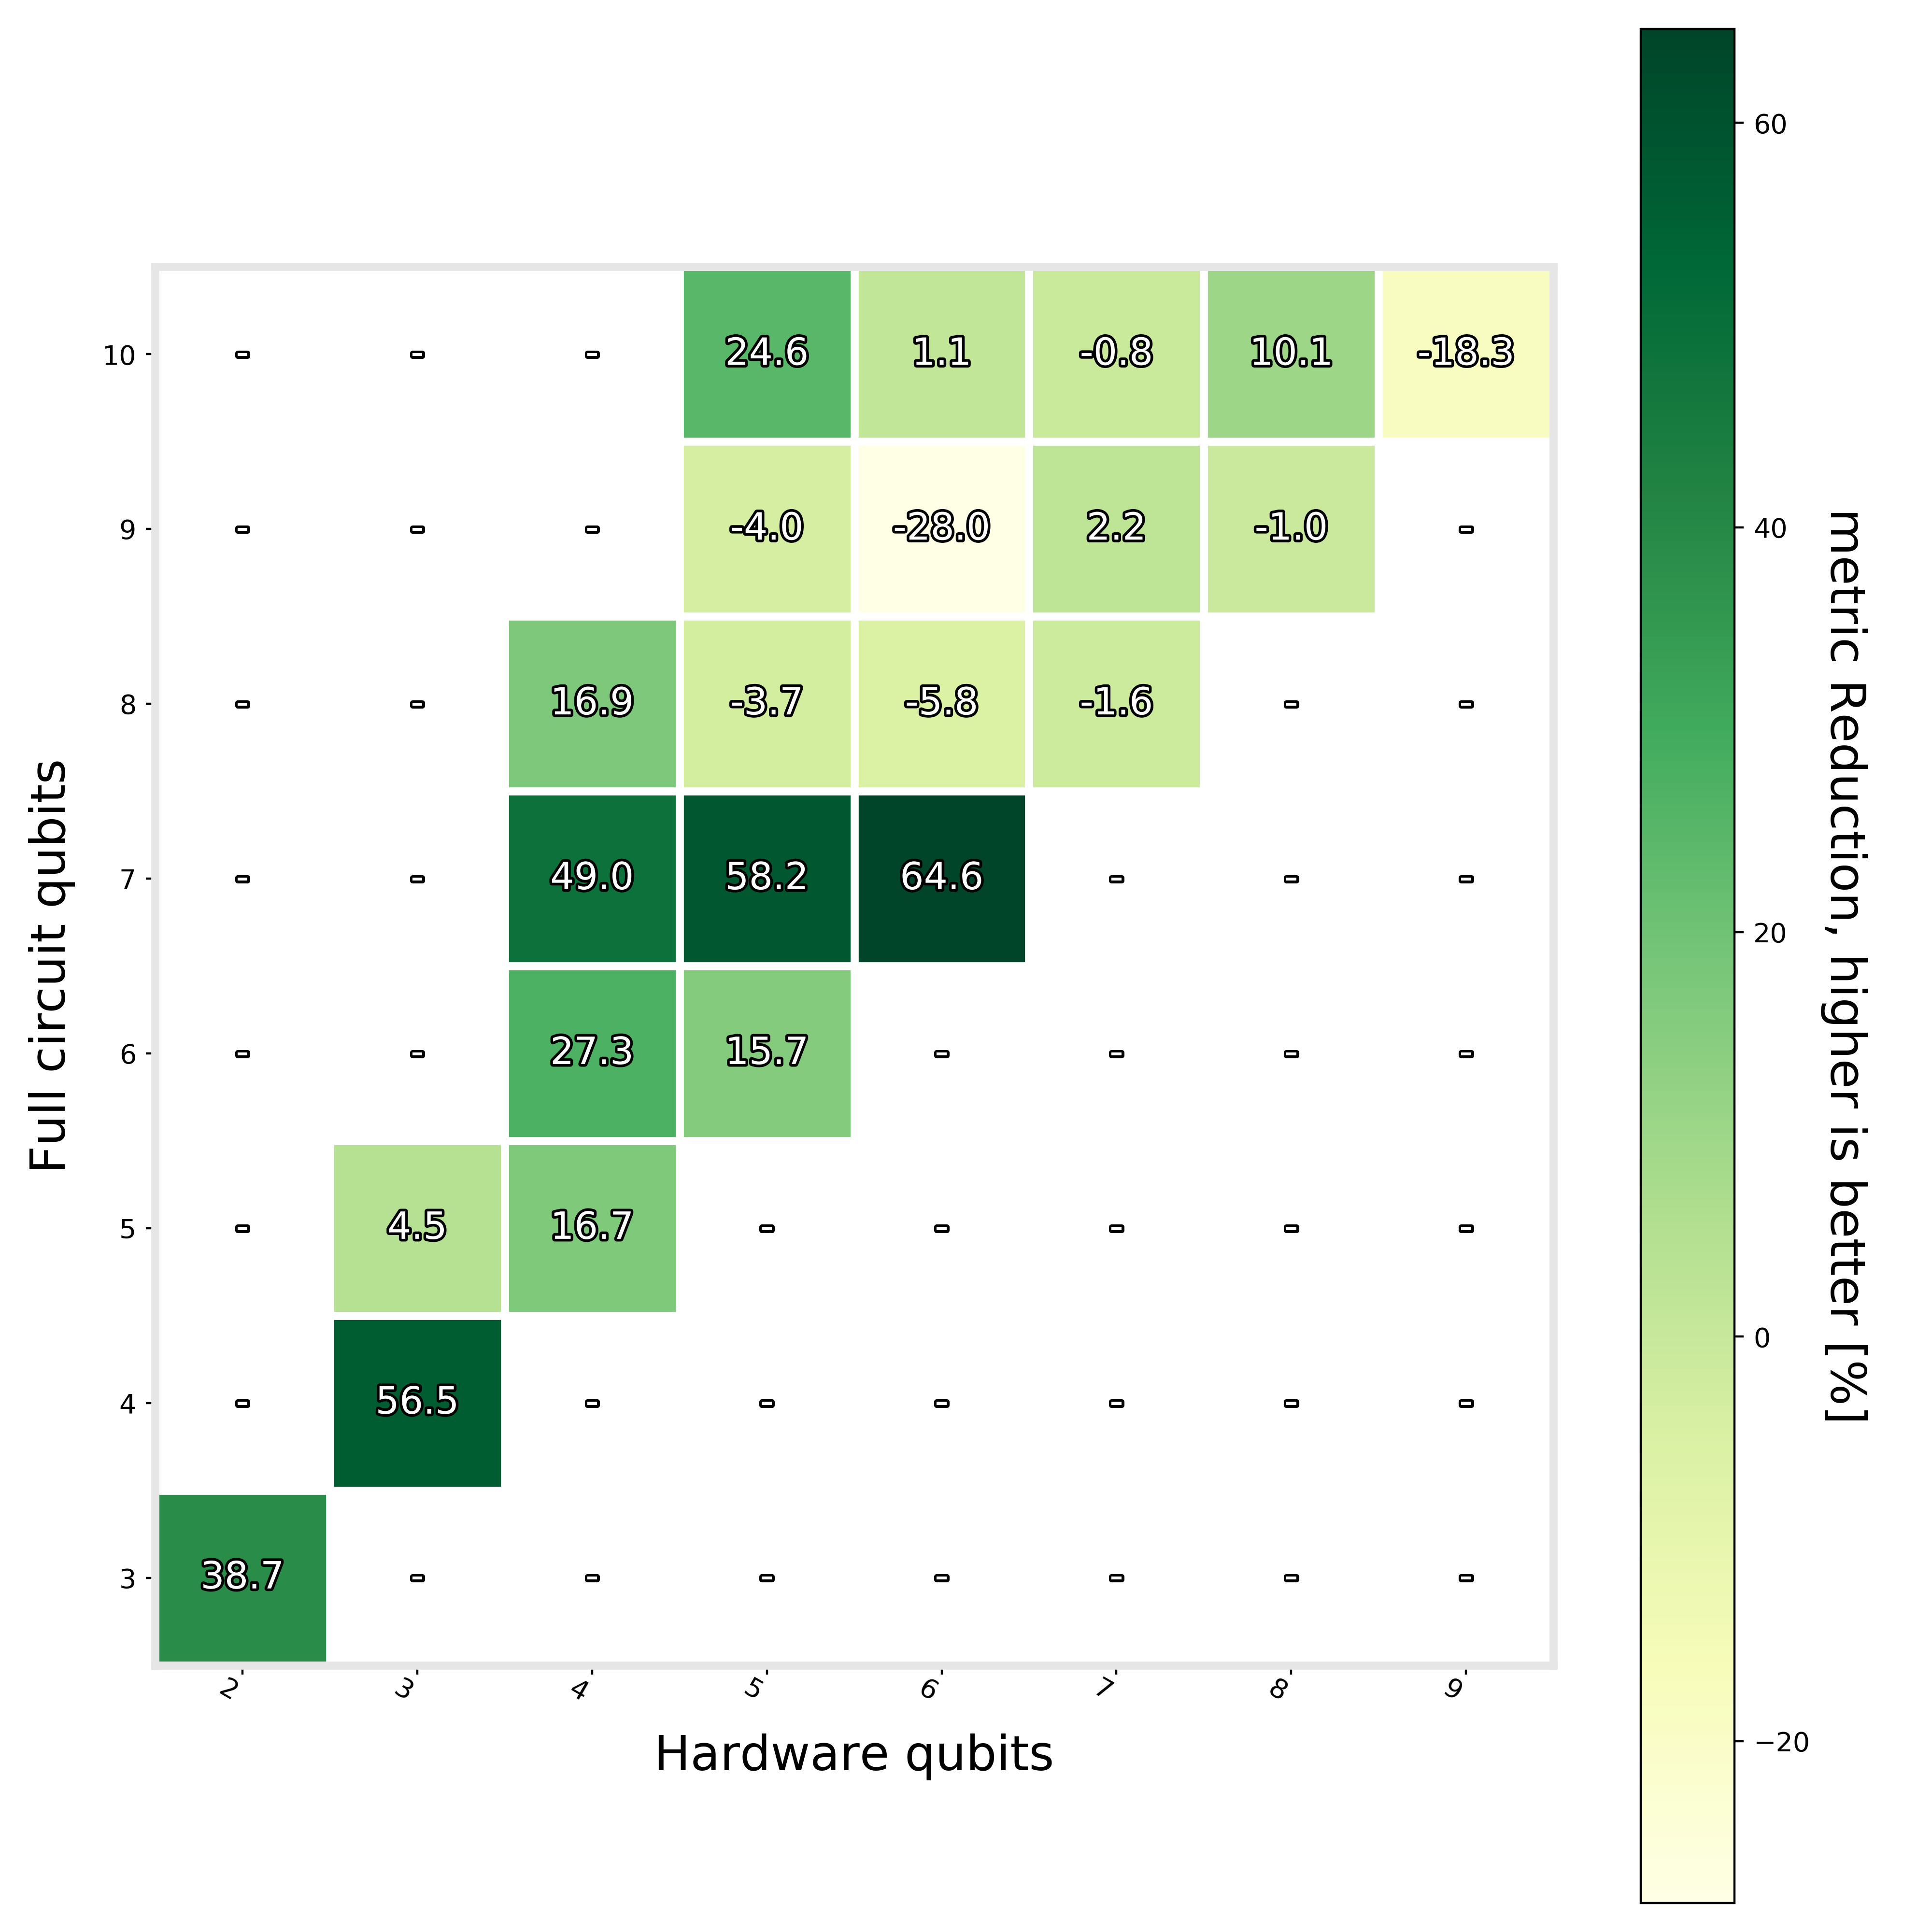 10 - - - 24.6 1.1 -0.8 10.1 -18.3
9 - - - -4.0 -28.0 2.2 -1.0 -
8 - - 16.9 -3.7 -5.8 -1.6 - -
7 - - 49.0 58.2 64.6 - - -
6 - - 27.3 15.7 - - - -
5 - 4.5 16.7 - - - - -
4 - 56.5 - - - - - -
3 38.7 - - - - - - -
2 3 4 5 6 7 8 9
Full circuit qubits
Hardware qubits
60
40
20
0
−20
metric Reduction, higher is better [%]